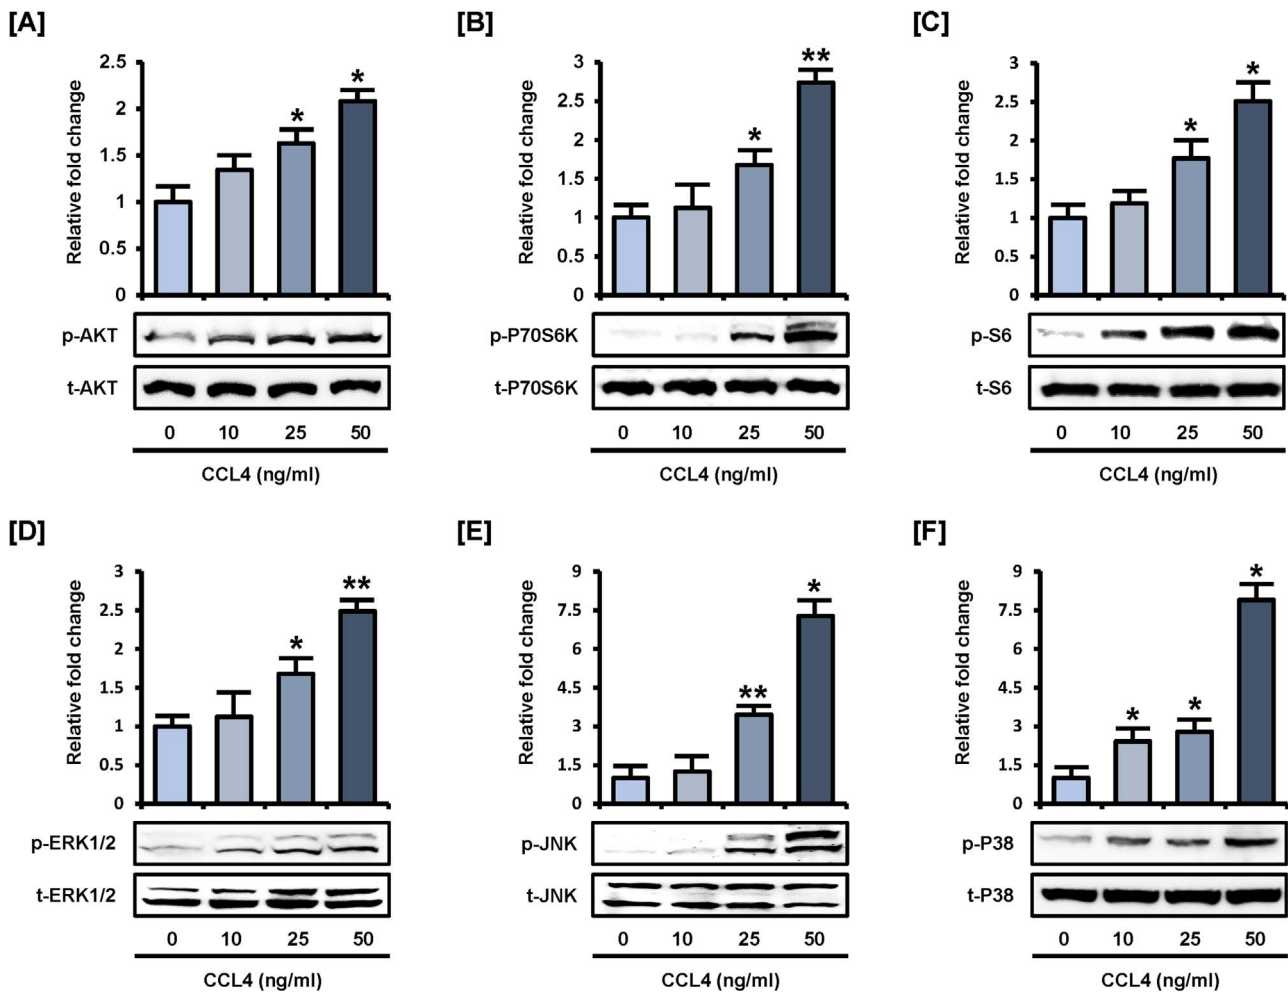 [A]
Relative fold change
2.5
2
1.5
1
0.5
0
*
*
p-AKT
t-AKT
0 10 25 50
CCL4 (ng/ml)
[B]
Relative fold change
3
2.5
2
1.5
1
0.5
0
*
**
p-P70S6K
t-P70S6K
0 10 25 50
CCL4 (ng/ml)
[C]
Relative fold change
3
2.5
2
1.5
1
0.5
0
*
*
p-S6
t-S6
0 10 25 50
CCL4 (ng/ml)
[D]
Relative fold change
3
2.5
2
1.5
1
0.5
0
*
**
p-ERK1/2
t-ERK1/2
0 10 25 50
CCL4 (ng/ml)
[E]
Relative fold change
9
7.5
6
4.5
3
1.5
0
**
*
p-JNK
t-JNK
0 10 25 50
CCL4 (ng/ml)
[F]
Relative fold change
9
7.5
6
4.5
3
1.5
0
*
*
*
p-P38
t-P38
0 10 25 50
CCL4 (ng/ml)